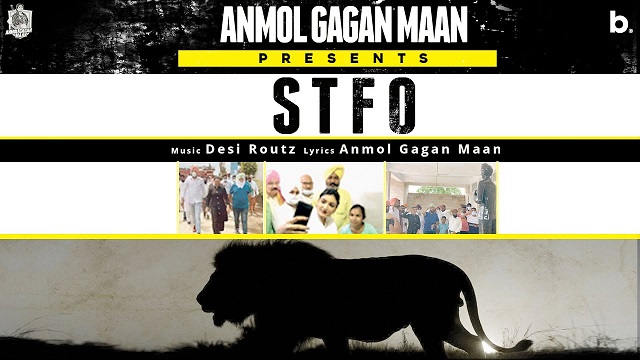 ANMOL GAGAN MAAN
PRESENTS
b.
STFO
Music Desi Routz Lyrics Anmol Gagan Maan